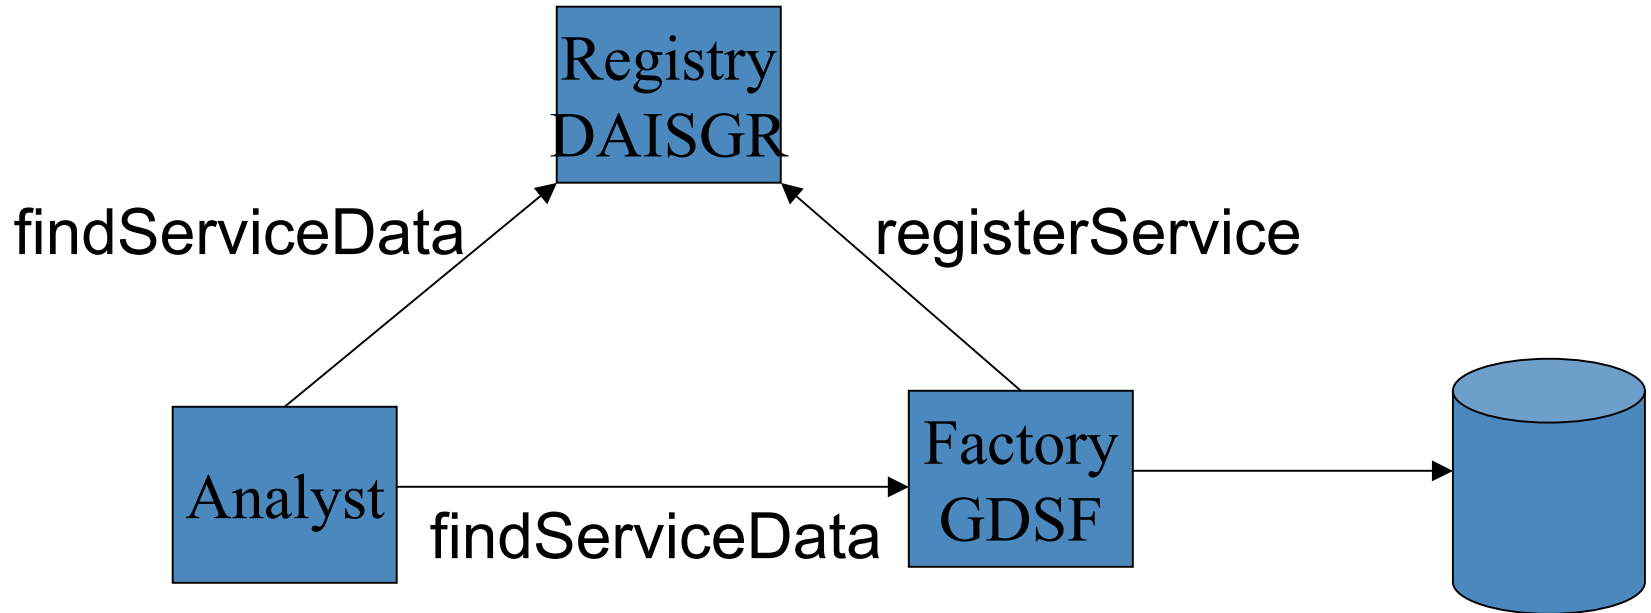 Registry
DAISGR
findServiceData
registerService
Analyst
Factory
GDSF
findServiceData